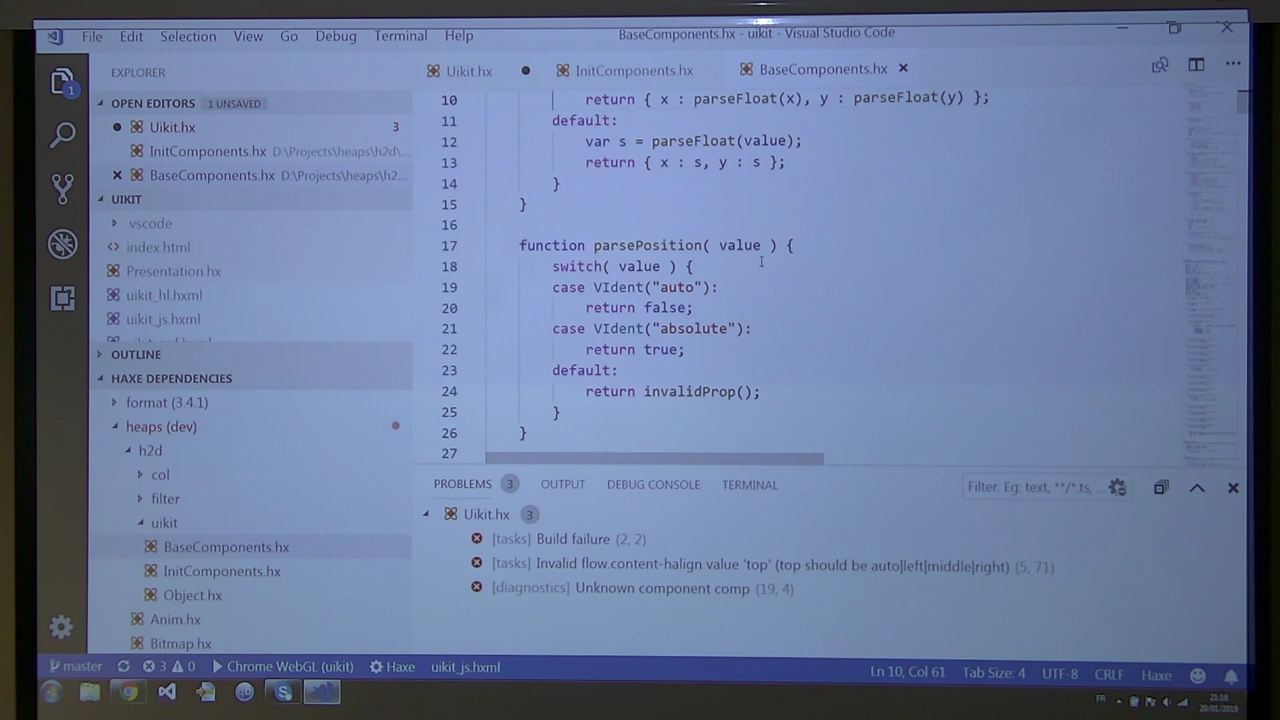 File Edit Selection View Go Debug Terminal Help BaseComponents.hx - uikit - Visual Studio Code
EXPLORER
OPEN EDITORS 1 UNSAVED
Uikit.hx 3
InitComponents.hx D:\Projects\heaps\h2d\...
BaseComponents.hx D:\Projects\heaps\h2...
UIKIT
.vscode
index.html
Presentation.hx
uikit_hl.hxml
uikit_js.hxml
OUTLINE
HAXE DEPENDENCIES
format (3.4.1)
heaps (dev)
h2d
col
filter
uikit
BaseComponents.hx
InitComponents.hx
Object.hx
Anim.hx
Bitmap.hx
1
Uikit.hx InitComponents.hx BaseComponents.hx
10 return { x : parseFloat(x), y : parseFloat(y) };
11 default:
12 var s = parseFloat(value);
13 return { x : s, y : s };
14 }
15 }
16
17 function parsePosition( value ) {
18 switch( value ) {
19 case VIdent("auto"):
20 return false;
21 case VIdent("absolute"):
22 return true;
23 default:
24 return invalidProp();
25 }
26 }
27
PROBLEMS 3 OUTPUT DEBUG CONSOLE TERMINAL Filter. Eg: text, **/*.ts, ...
Uikit.hx 3
[tasks] Build failure (2, 2)
[tasks] Invalid flow.content-halign value 'top' (top should be auto|left|middle|right) (5, 71)
[diagnostics] Unknown component comp (19, 4)
master 3 0 Chrome WebGL (uikit) Haxe uikit_js.hxml Ln 10, Col 61 Tab Size: 4 UTF-8 CRLF Haxe
FR 21:18
29/01/2019